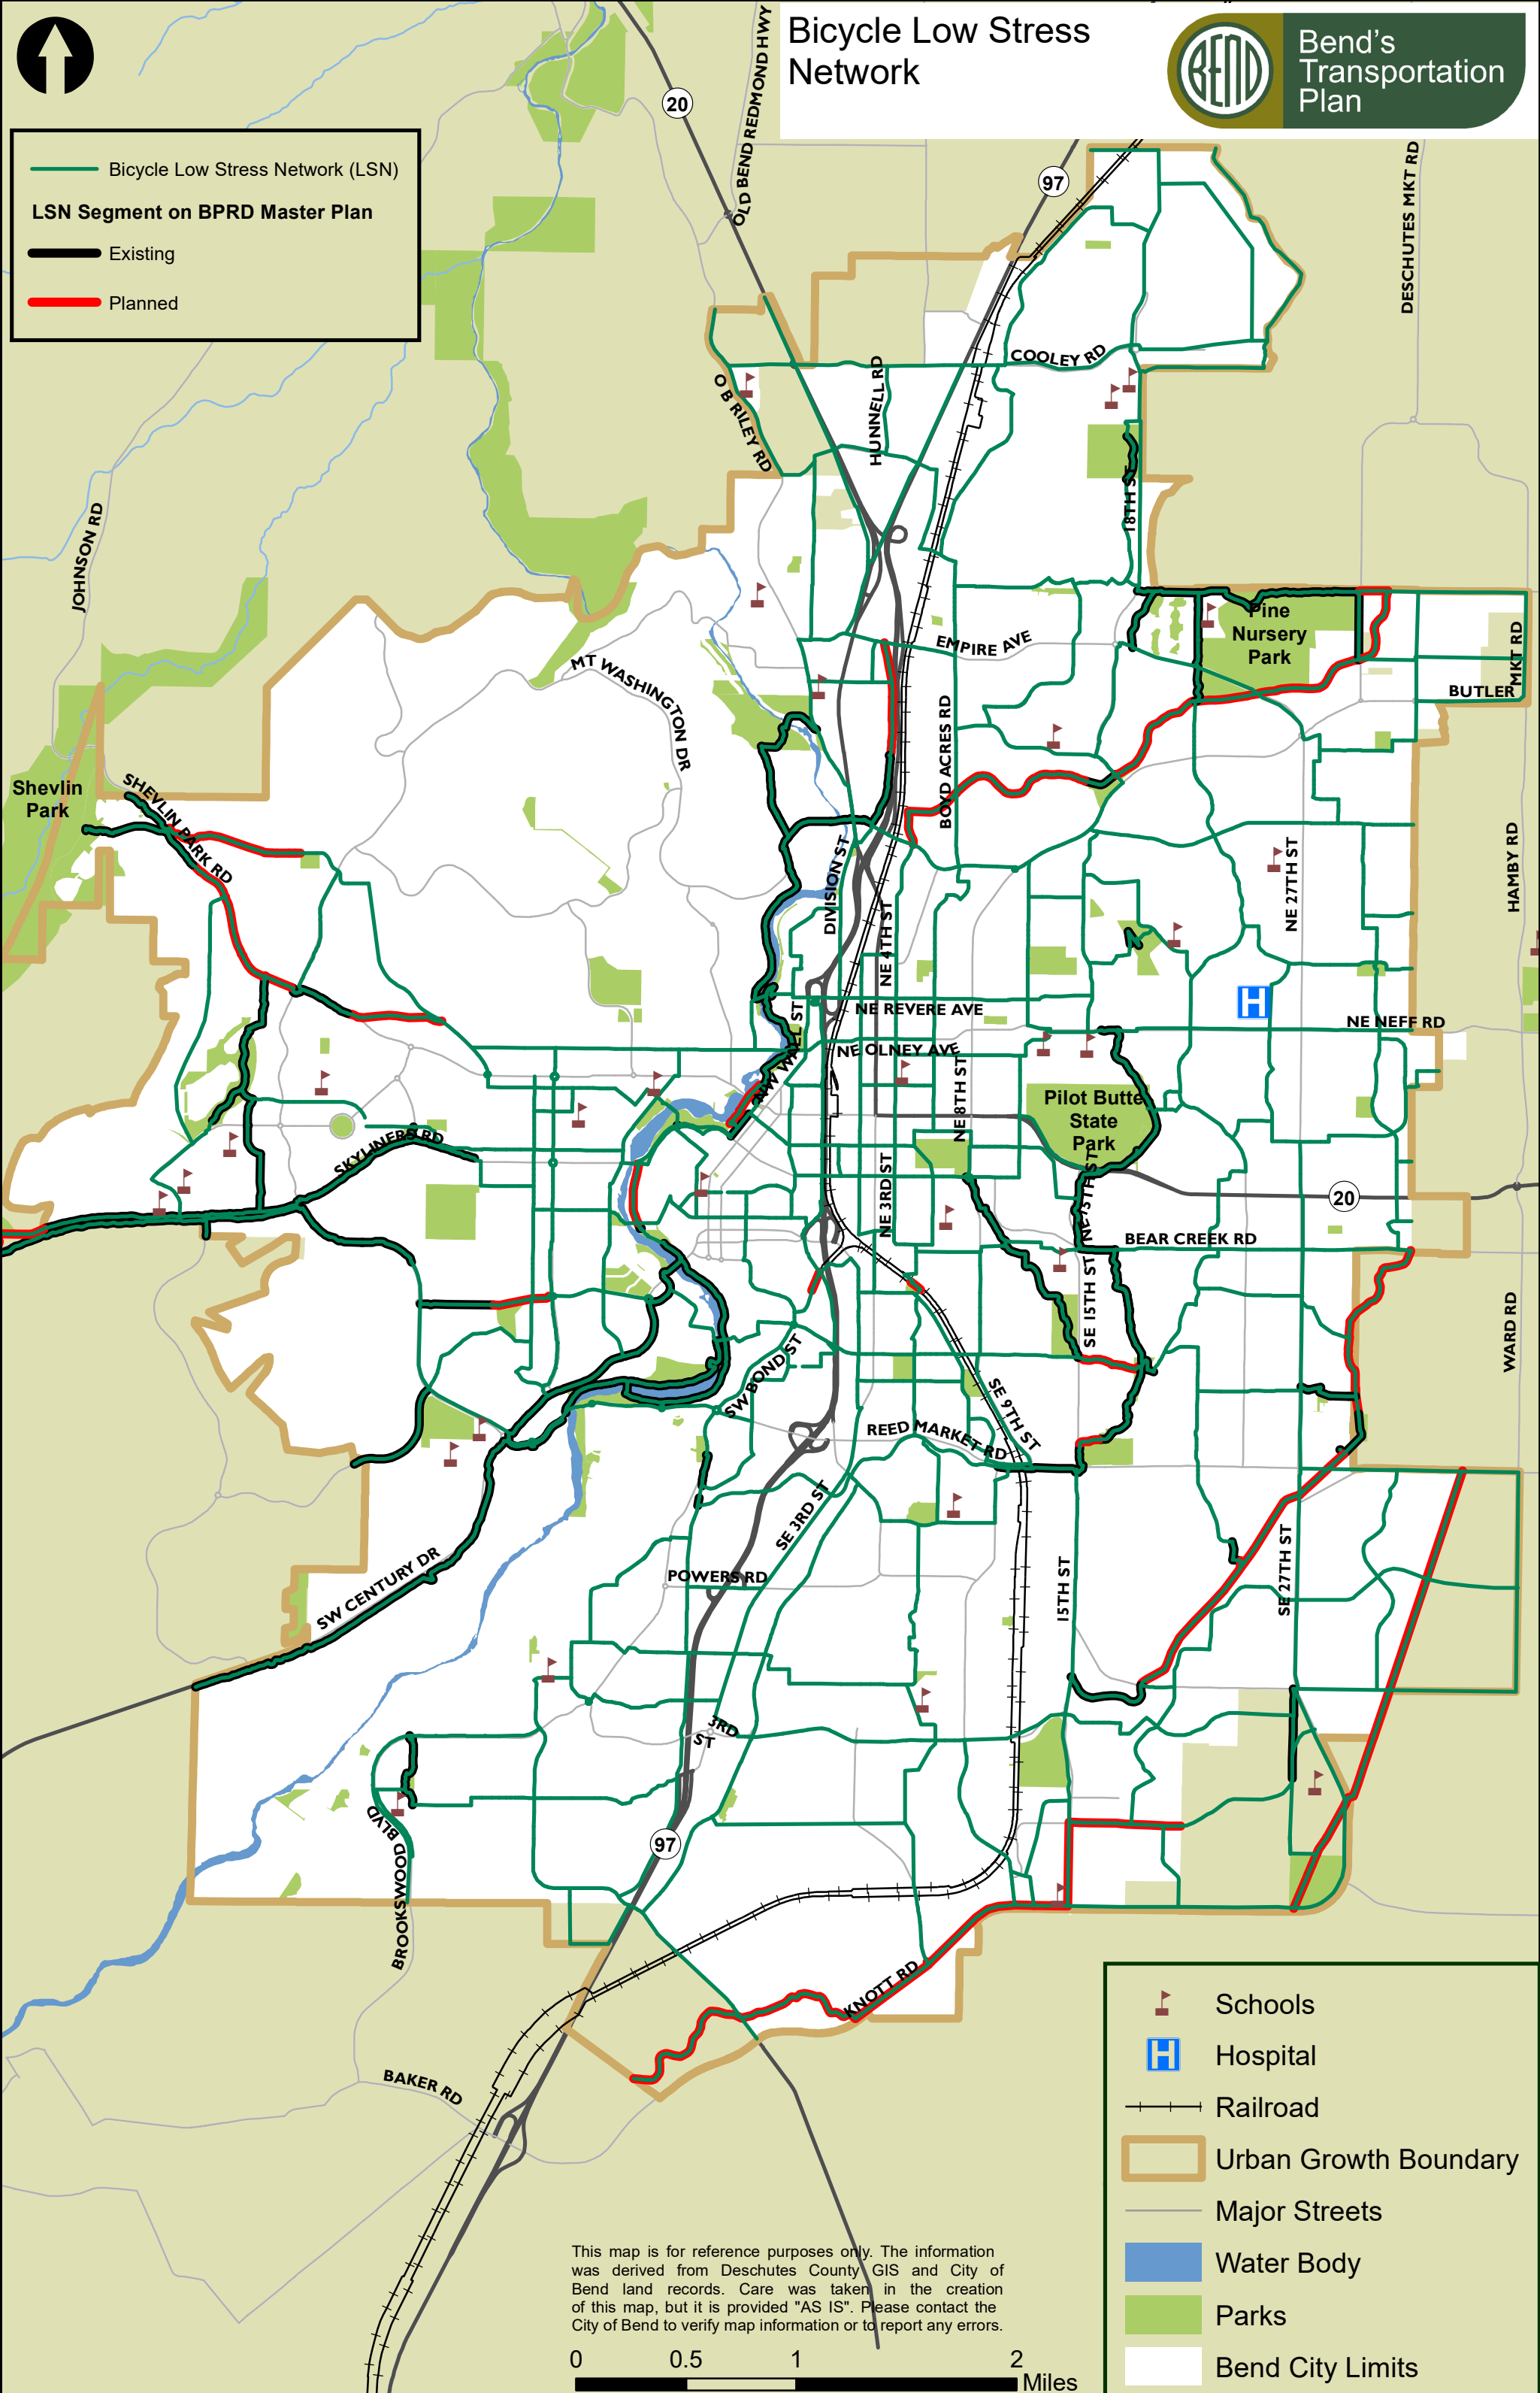 Bicycle Low Stress
Network
BEND
Bend's
Transportation
Plan
Bicycle Low Stress Network (LSN)
LSN Segment on BPRD Master Plan
Existing
Planned
20
OLD BEND REDMOND HWY
97
DESCHUTES MKT RD
COOLEY RD
HUNNELL RD
O B RILEY RD
18TH ST
JOHNSON RD
Pine
Nursery
Park
EMPIRE AVE
MT WASHINGTON DR
MKT RD
BUTLER
BOYD ACRES RD
Shevlin
Park
SHEVLIN PARK RD
DIVISION ST
NE 27TH ST
HAMBY RD
NE 4TH ST
H
NE REVERE AVE
NE NEFF RD
NW WALL ST
NE OLNEY AVE
NE 8TH ST
Pilot Butte
State
Park
SKYLINERS RD
NE 3RD ST
NE 15TH ST
20
BEAR CREEK RD
SE 15TH ST
WARD RD
SW BOND ST
SE 9TH ST
REED MARKET RD
SE 3RD ST
SW CENTURY DR
POWERS RD
15TH ST
SE 27TH ST
3RD
ST
BROOKSWOOD BLVD
97
KNOTT RD
BAKER RD
Schools
H
Hospital
Railroad
Urban Growth Boundary
Major Streets
Water Body
Parks
Bend City Limits
This map is for reference purposes only. The information
was derived from Deschutes County GIS and City of
Bend land records. Care was taken in the creation
of this map, but it is provided "AS IS". Please contact the
City of Bend to verify map information or to report any errors.
0 0.5 1 2
Miles